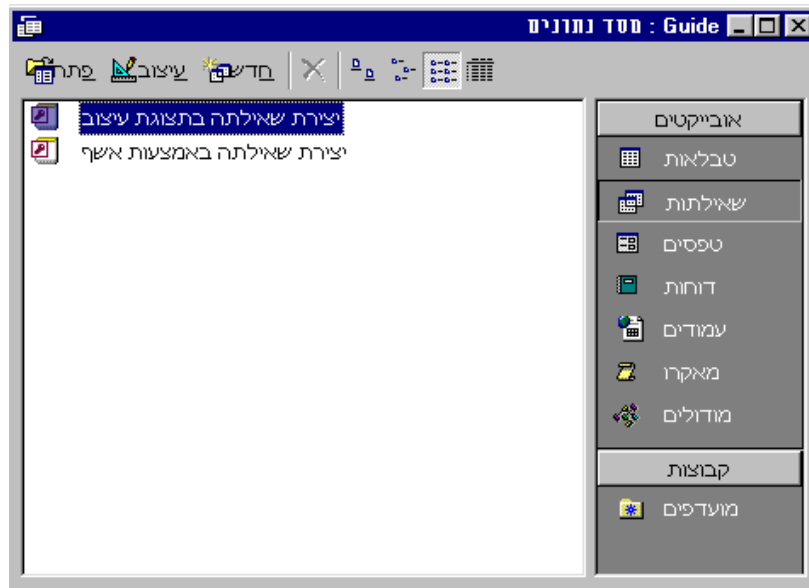 Guide : מסד נתונים
פתח עיצוב חדש
אובייקטים
טבלאות
שאילתות
טפסים
דוחות
עמודים
מאקרו
מודולים
קבוצות
מועדפים
יצירת שאילתה בתצוגת עיצוב
יצירת שאילתה באמצעות אשף